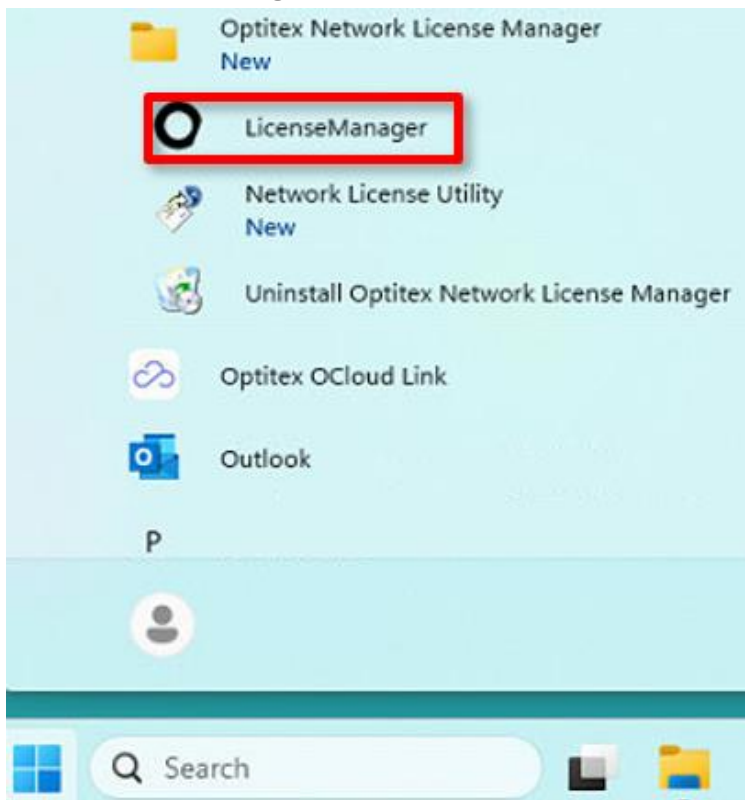 Optitex Network License Manager
New
LicenseManager
Network License Utility
New
Uninstall Optitex Network License Manager
Optitex OCloud Link
Outlook
P
Search